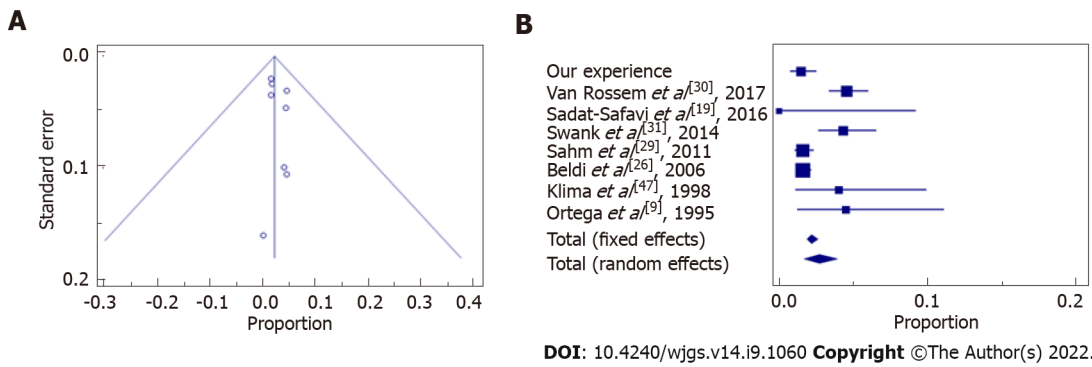 A
0.0
0.1
0.2
Standard error
-0.3 -0.2 -0.1 0.0 0.1 0.2 0.3 0.4
Proportion
B
Our experience
Van Rossem et al[30], 2017
Sadat-Safavi et al[19], 2016
Swank et al[31], 2014
Sahm et al[29], 2011
Beldi et al[26], 2006
Klima et al[47], 1998
Ortega et al[9], 1995
Total (fixed effects)
Total (random effects)
0.0 0.1 0.2
Proportion
DOI: 10.4240/wjgs.v14.i9.1060 Copyright ©The Author(s) 2022.